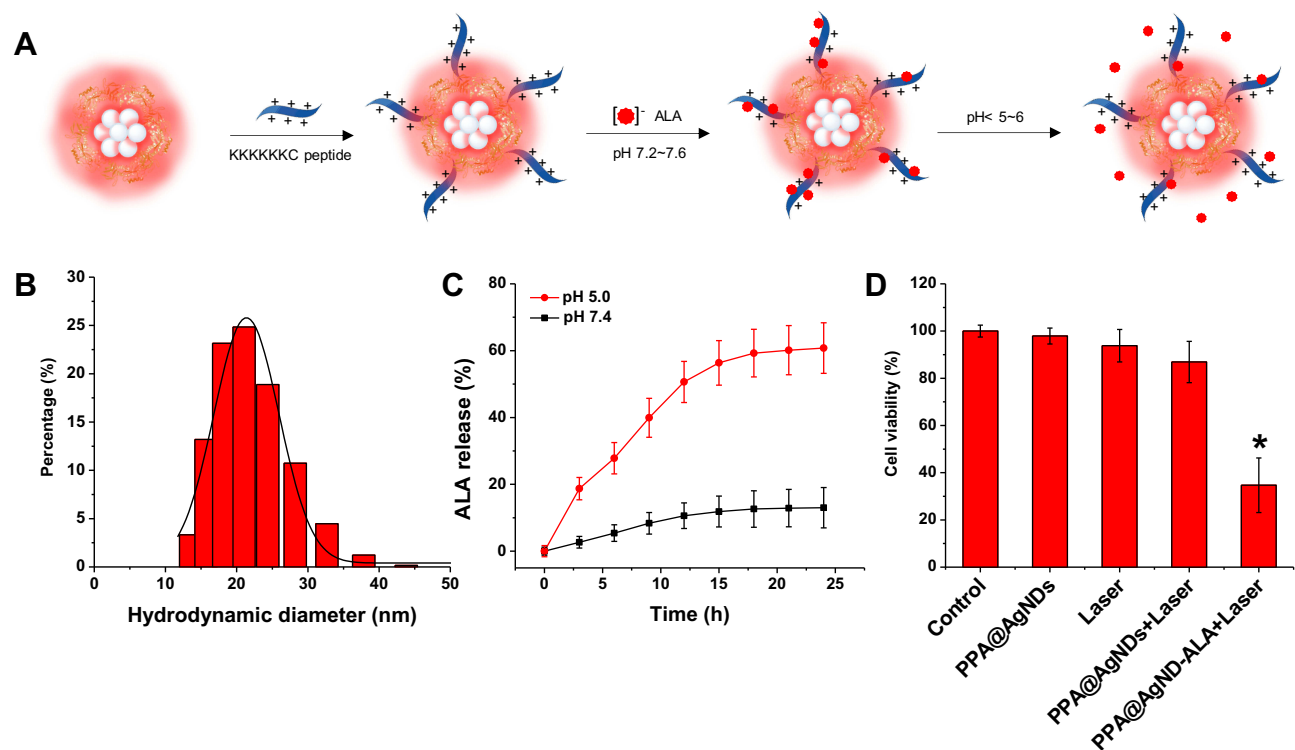 A
KKKKKKC peptide
[ ]- ALA
pH 7.2~7.6
pH< 5~6
B
30
25
20
15
10
5
0
Percentage (%)
0 10 20 30 40 50
Hydrodynamic diameter (nm)
C
pH 5.0
pH 7.4
80
60
40
20
0
ALA release (%)
0 5 10 15 20 25
Time (h)
D
120
100
80
60
40
20
0
Cell viability (%)
*
Control
PPA@AgNDs
Laser
PPA@AgNDs+Laser
PPA@AgND-ALA+Laser